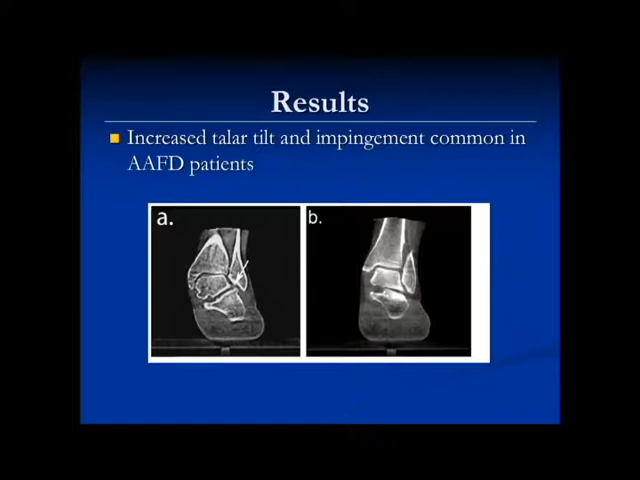 Results
Increased talar tilt and impingement common in
AAFD patients
a.
b.